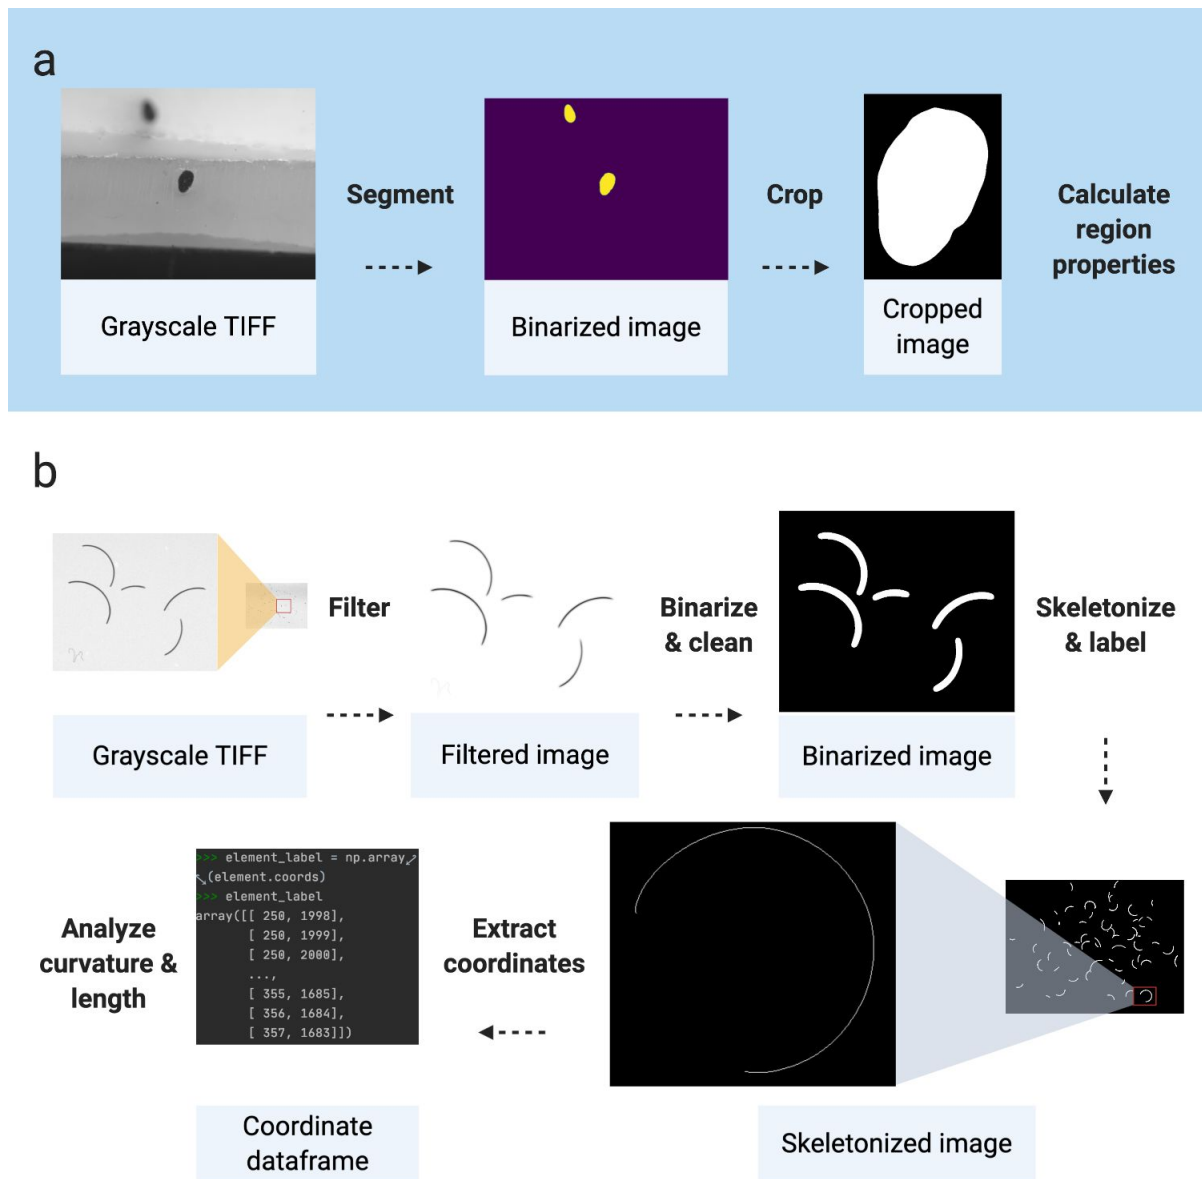 a
Segment
Crop
Calculate
region
properties
Grayscale TIFF
Binarized image
Cropped
image
b
Filter
Binarize
& clean
Skeletonize
& label
Grayscale TIFF
Filtered image
Binarized image
>>> element_label = np.array
(element.coords)
>>> element_label
array([[ 250, 1998],
[ 250, 1999],
[ 250, 2000],
...,
[ 355, 1685],
[ 356, 1684],
[ 357, 1683]])
Analyze
curvature &
length
Extract
coordinates
Coordinate
dataframe
Skeletonized image